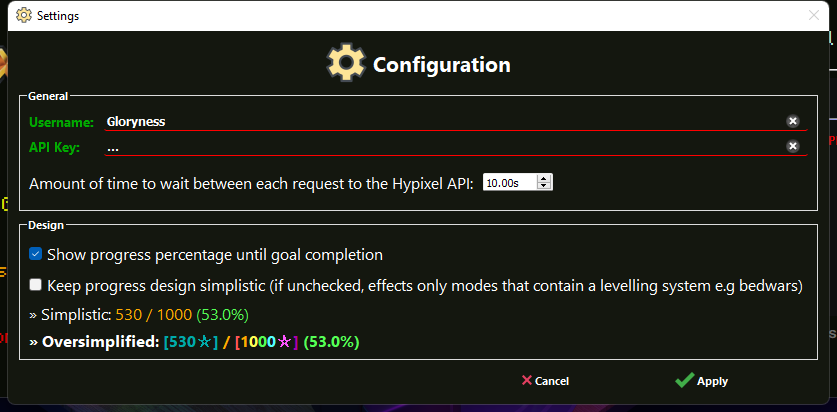 Settings
Configuration
General
Username: Gloryness
API Key: ...
Amount of time to wait between each request to the Hypixel API: 10.00s
Design
Show progress percentage until goal completion
Keep progress design simplistic (if unchecked, effects only modes that contain a levelling system e.g bedwars)
» Simplistic: 530 / 1000 (53.0%)
» Oversimplified: [530✫] / [1000✫] (53.0%)
Cancel Apply